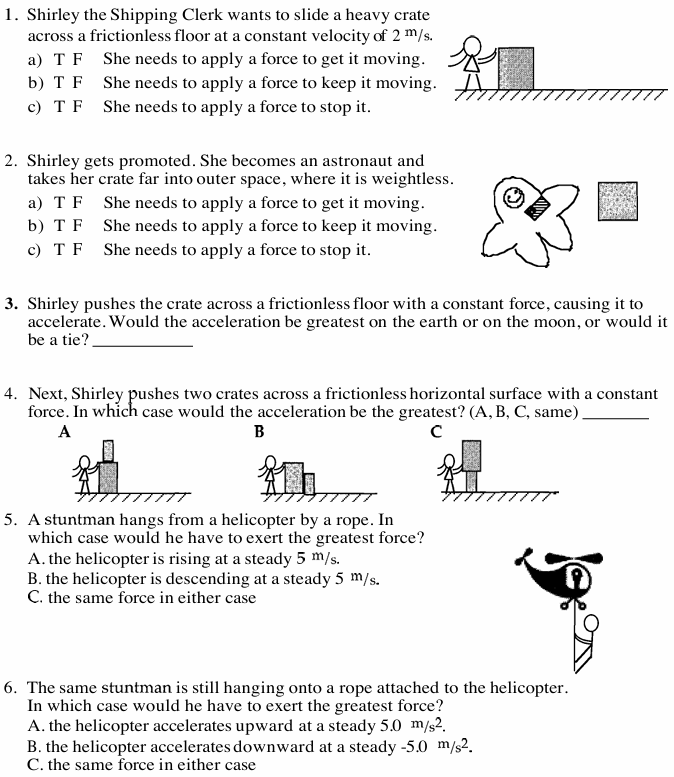 1. Shirley the Shipping Clerk wants to slide a heavy crate
across a frictionless floor at a constant velocity of 2 m/s.
a) T F She needs to apply a force to get it moving.
b) T F She needs to apply a force to keep it moving.
c) T F She needs to apply a force to stop it.
2. Shirley gets promoted. She becomes an astronaut and
takes her crate far into outer space, where it is weightless.
a) T F She needs to apply a force to get it moving.
b) T F She needs to apply a force to keep it moving.
c) T F She needs to apply a force to stop it.
3. Shirley pushes the crate across a frictionless floor with a constant force, causing it to
accelerate. Would the acceleration be greatest on the earth or on the moon, or would it
be a tie? ___________
4. Next, Shirley pushes two crates across a frictionless horizontal surface with a constant
force. In which case would the acceleration be the greatest? (A, B, C, same) ________
A B C
5. A stuntman hangs from a helicopter by a rope. In
which case would he have to exert the greatest force?
A. the helicopter is rising at a steady 5 m/s.
B. the helicopter is descending at a steady 5 m/s.
C. the same force in either case
6. The same stuntman is still hanging onto a rope attached to the helicopter.
In which case would he have to exert the greatest force?
A. the helicopter accelerates upward at a steady 5.0 m/s².
B. the helicopter accelerates downward at a steady -5.0 m/s².
C. the same force in either case